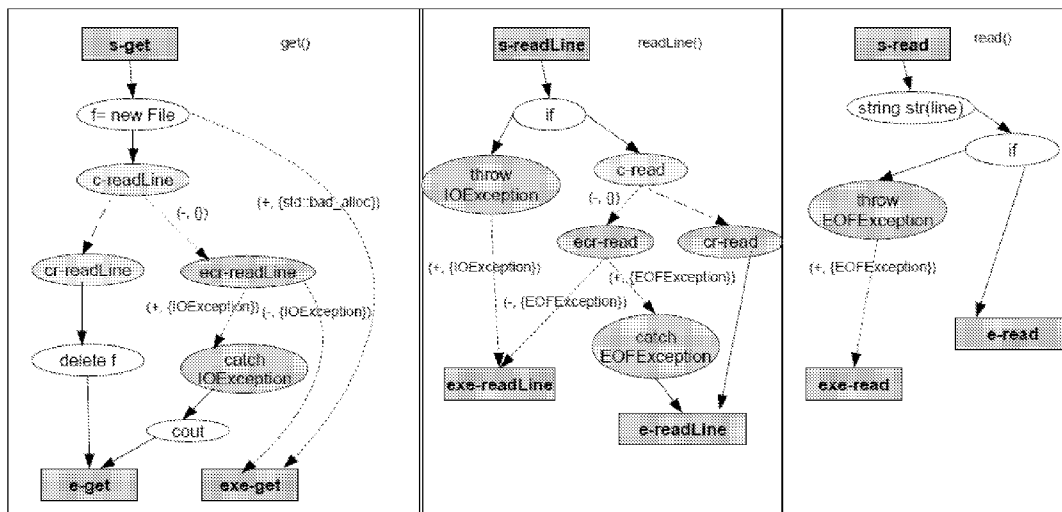 s-get
get()
f= new File
c-readLine
(+, {std::bad_alloc})
(-, {})
cr-readLine
ecr-readLine
(+, {IOException})
(-, {IOException})
delete f
catch
IOException
cout
e-get
exe-get
s-readLine
readLine()
if
throw
IOException
c-read
(-, {})
ecr-read
cr-read
(+, {IOException})
(+, {EOFException})
(-, {EOFException})
catch
EOFException
exe-readLine
e-readLine
s-read
read()
string str(line)
if
throw
EOFException
(+, {EOFException})
e-read
exe-read